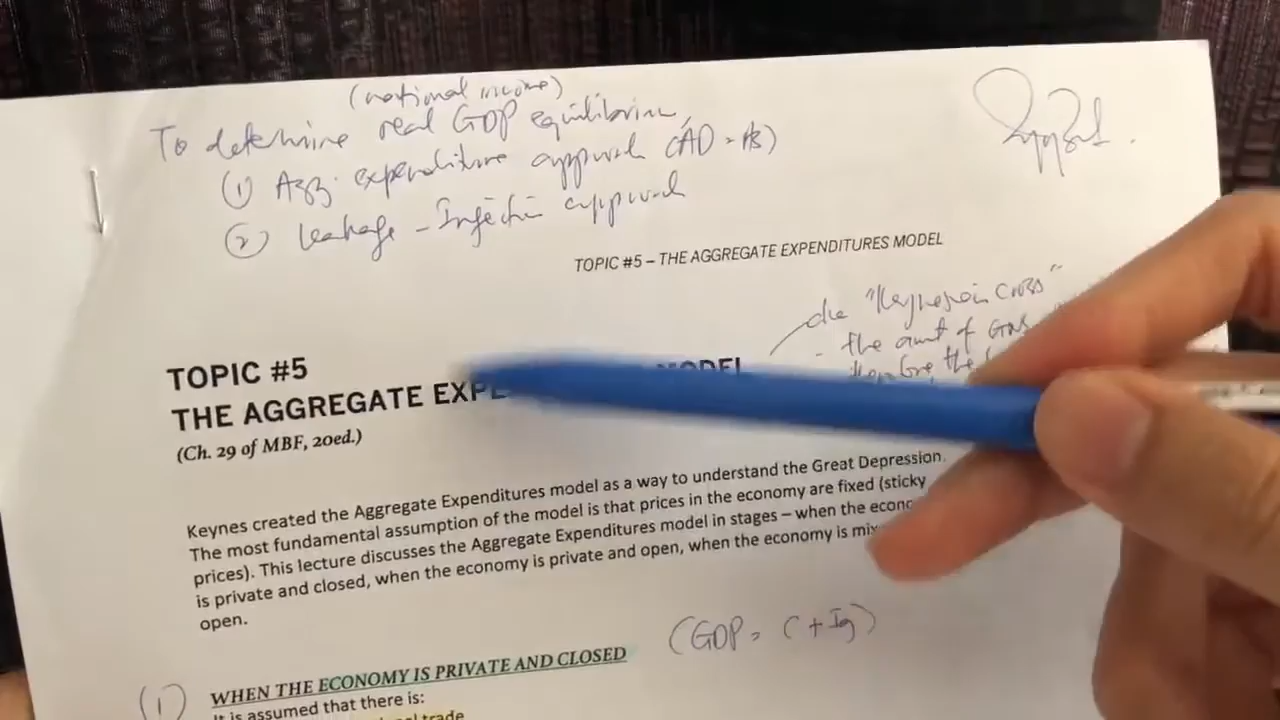 (national income)
To determine real GDP equilibrium,
(1) Agg. expenditure approach (AD = AS)
(2) Leakage - Injection approach
TOPIC #5 – THE AGGREGATE EXPENDITURES MODEL
"Keynesian Cross"
- the amt of
TOPIC #5
THE AGGREGATE EXPE MODEL
(Ch. 29 of MBF, 20ed.)
Keynes created the Aggregate Expenditures model as a way to understand the Great Depression.
The most fundamental assumption of the model is that prices in the economy are fixed (sticky
prices). This lecture discusses the Aggregate Expenditures model in stages – when the econo
is private and closed, when the economy is private and open, when the economy is mix
open.
(GDP = C + Ig)
(1) WHEN THE ECONOMY IS PRIVATE AND CLOSED
It is assumed that there is:
trade